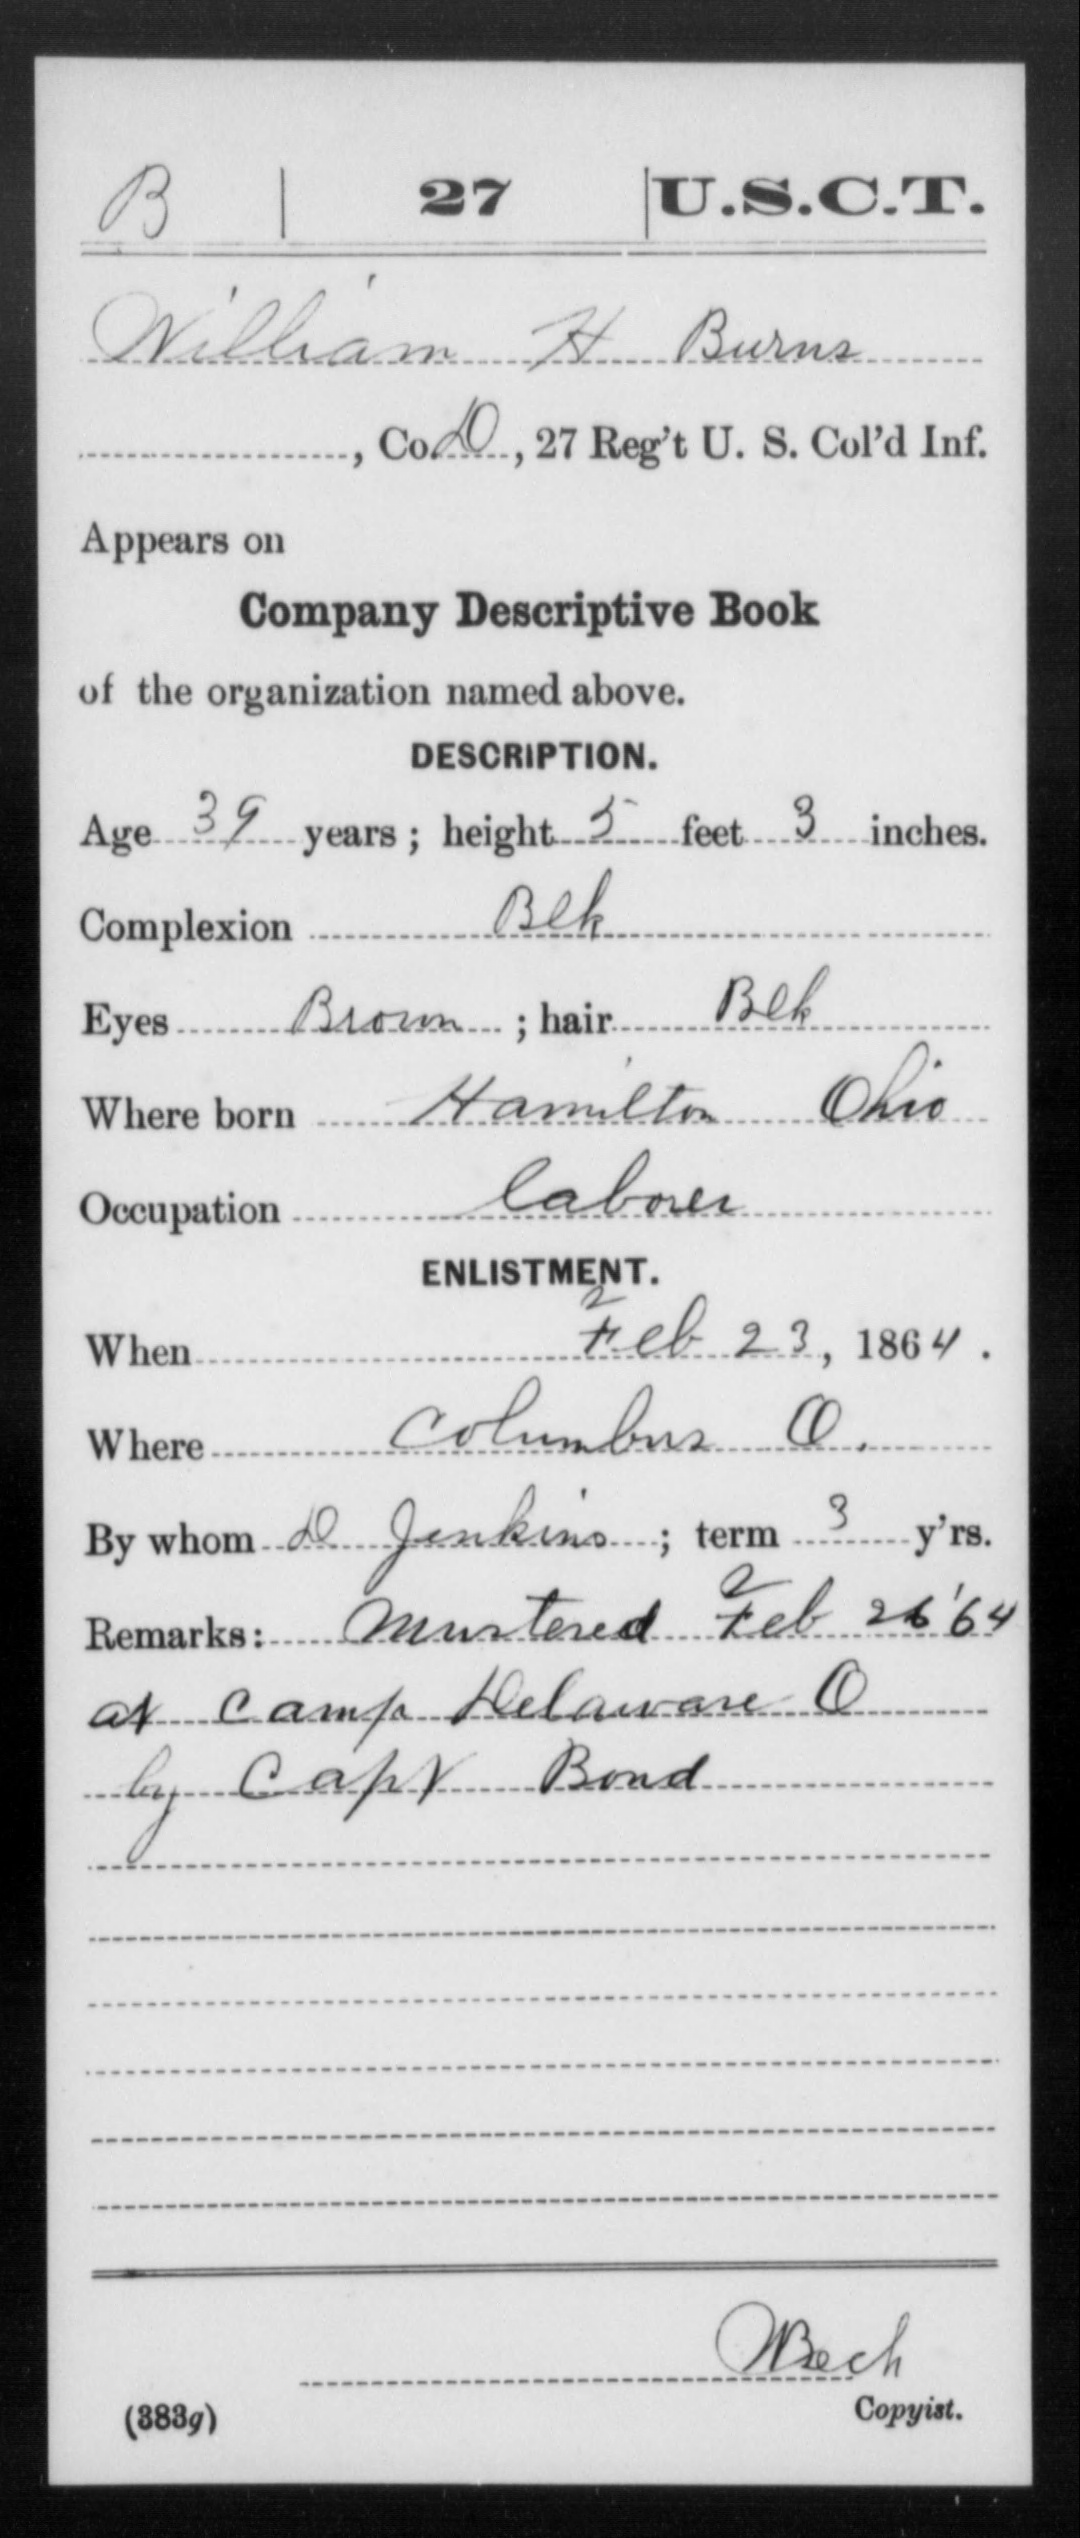 B | 27 | U.S.C.T.
William H Burns
, Co. D, 27 Reg't U. S. Col'd Inf.
Appears on
Company Descriptive Book
of the organization named above.
DESCRIPTION.
Age 39 years; height 5 feet 3 inches.
Complexion Blk
Eyes Brown; hair Blk
Where born Hamilton Ohio
Occupation laborer
ENLISTMENT.
When Feb 23, 1864.
Where Columbus O.
By whom D Jenkins; term 3 y'rs.
Remarks: Mustered Feb 26 '64
at Camp Delaware O
by Capt Bond
Copyist.
(383g)